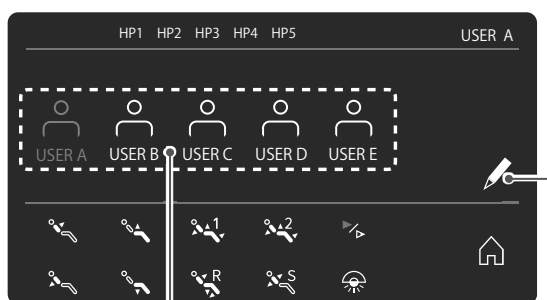 HP1 HP2 HP3 HP4 HP5 USER A
USER A USER B USER C USER D USER E
1 2
R S